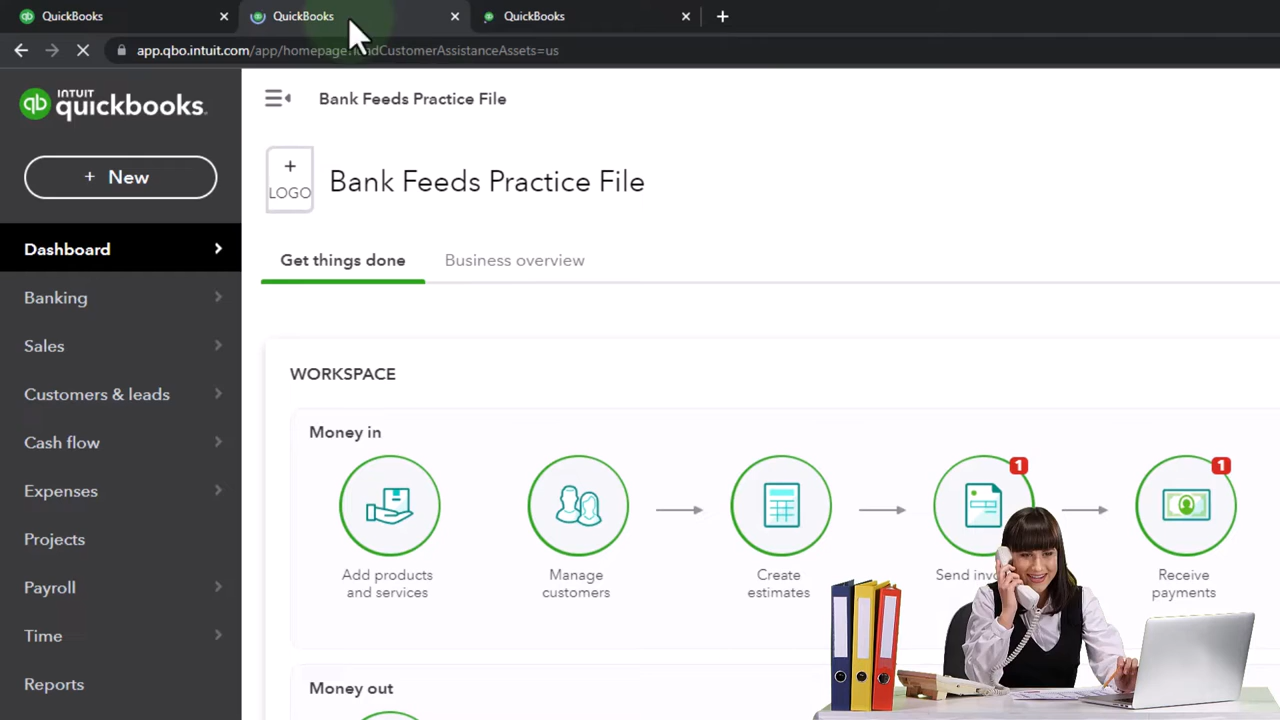 QuickBooks
QuickBooks
QuickBooks
app.qbo.intuit.com/app/homepage
CustomerAssistanceAssets=us
INTUIT
quickbooks
Bank Feeds Practice File
+ New
+
LOGO
Bank Feeds Practice File
Dashboard
Get things done
Business overview
Banking
Sales
Customers & leads
Cash flow
Expenses
Projects
Payroll
Time
Reports
WORKSPACE
Money in
1
1
Add products
and services
Manage
customers
Create
estimates
Send
Receive
payments
Money out